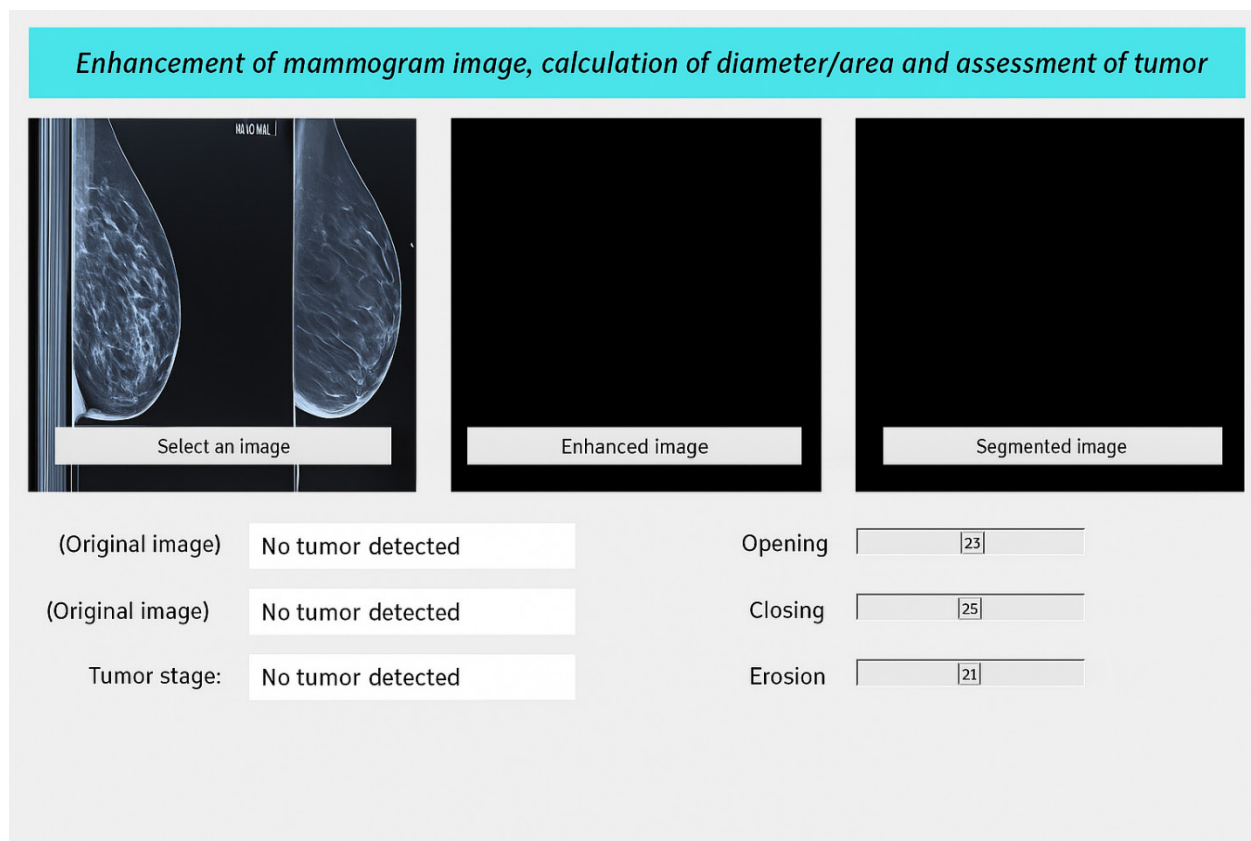 Enhancement of mammogram image, calculation of diameter/area and assessment of tumor
Select an image
Enhanced image
Segmented image
(Original image) No tumor detected
Opening 23
(Original image) No tumor detected
Closing 25
Tumor stage: No tumor detected
Erosion 21